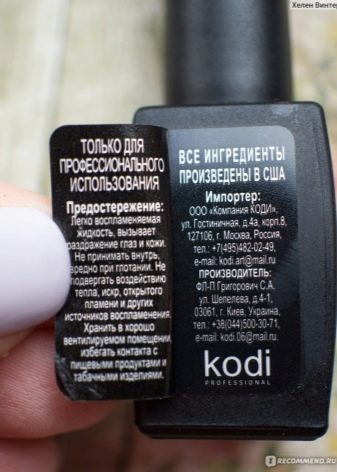 Хелен Винтер
ТОЛЬКО ДЛЯ
ПРОФЕССИОНАЛЬНОГО
ИСПОЛЬЗОВАНИЯ
Предостережение:
Легко воспламеняемая
жидкость, вызывает
раздражение глаз и кожи.
Не принимать внутрь,
вредно при глотании. Не
подвергать воздействию
тепла, искр, открытого
пламени и других
источников воспламенения.
Хранить в хорошо
вентилируемом помещении,
избегать контакта с
пищевыми продуктами и
табачными изделиями.
ВСЕ ИНГРЕДИЕНТЫ
ПРОИЗВЕДЕНЫ В США
Импортер:
ООО «Компания КОДИ»,
ул. Гостиничная, д.4а, корп.8,
127106, г. Москва, Россия,
тел.:+7(495)482-02-49,
e-mail: kodi.art@mail.ru
ПРОИЗВОДИТЕЛЬ:
ФЛ-П Григорович С.А.
ул. Шепелева, д.4-1,
03061, г. Киев, Украина,
тел.: +38(044)500-30-71,
e-mail: kodi.06@mail.ru
kodi
PROFESSIONAL
RECOMMEND.RU